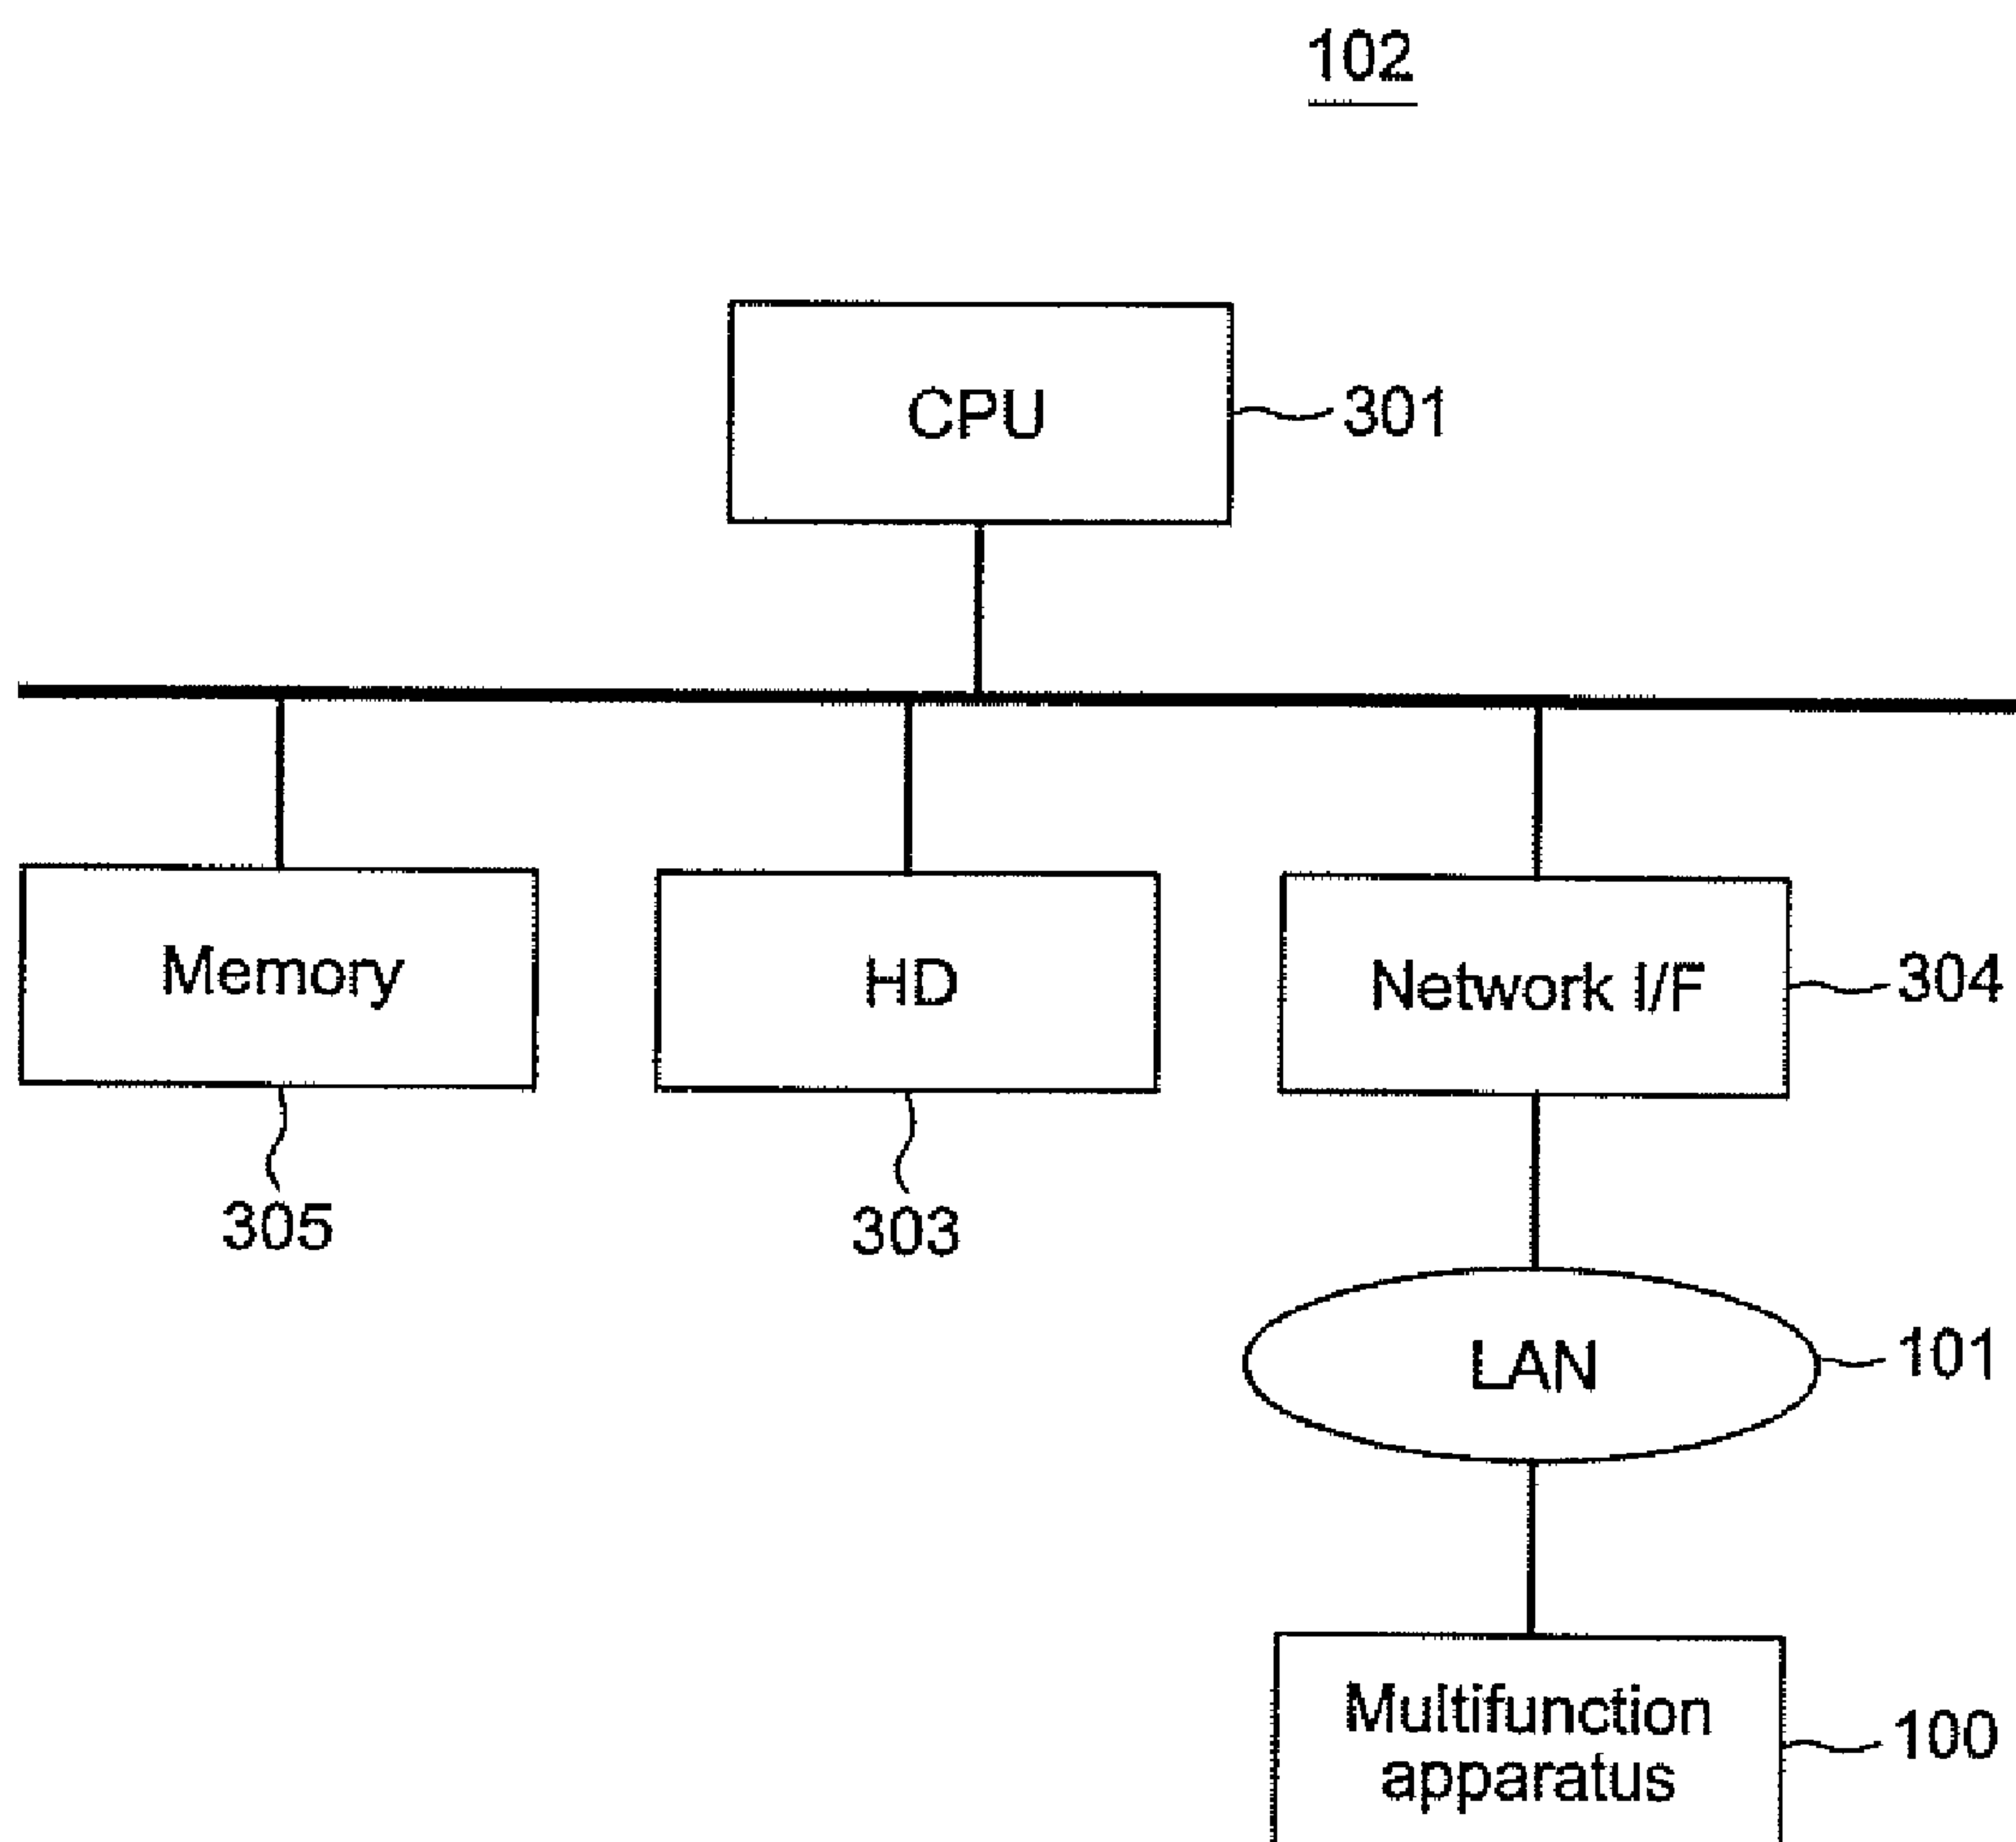 102
CPU
301
Memory
HD
Network I/F
304
305
303
LAN
101
Multifunction
apparatus
100